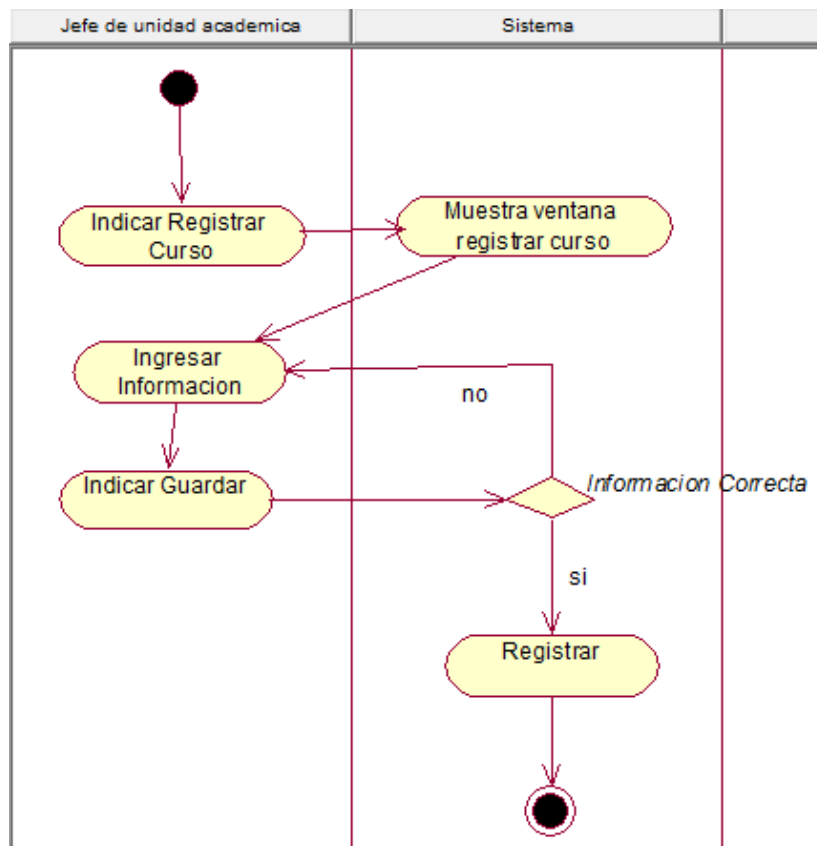 Jefe de unidad academica
Sistema
Indicar Registrar
Curso
Muestra ventana
registrar curso
Ingresar
Informacion
no
Indicar Guardar
Informacion Correcta
si
Registrar